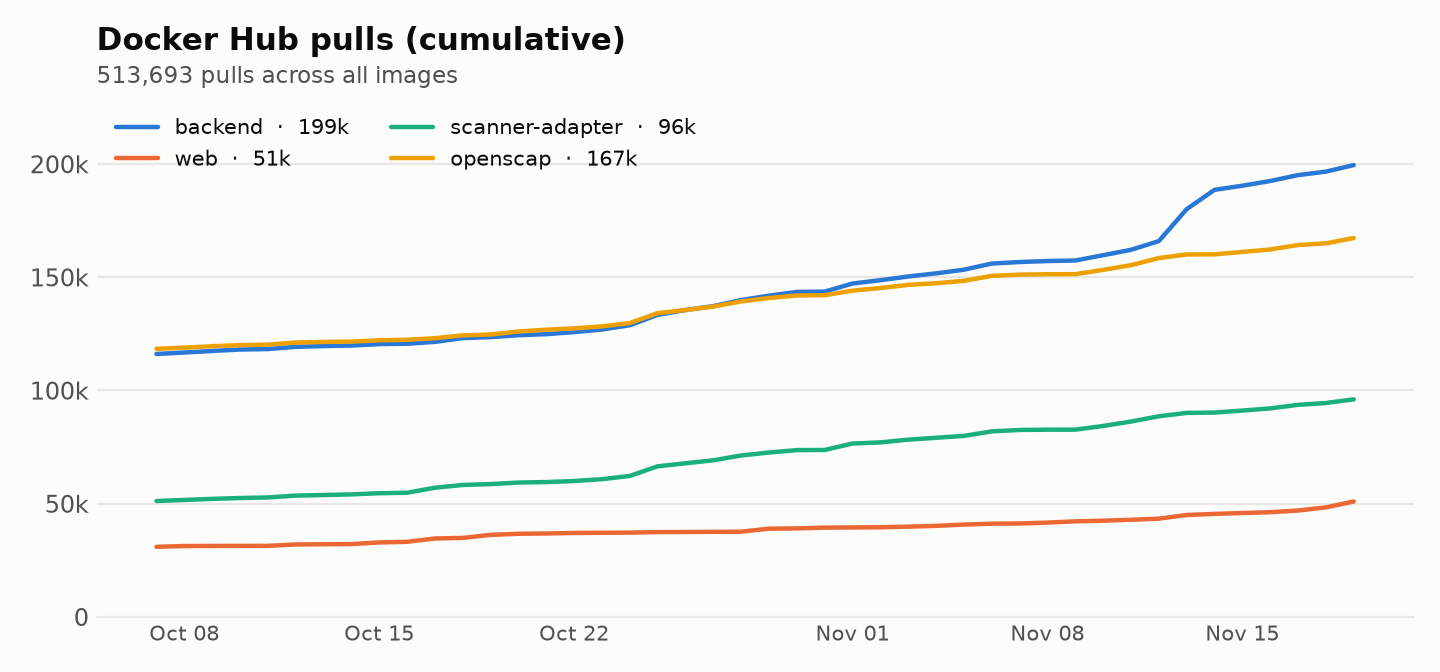 Docker Hub pulls (cumulative)
513,693 pulls across all images
backend · 199k
scanner-adapter · 96k
web · 51k
openscap · 167k
200k
150k
100k
50k
0
Oct 08
Oct 15
Oct 22
Nov 01
Nov 08
Nov 15